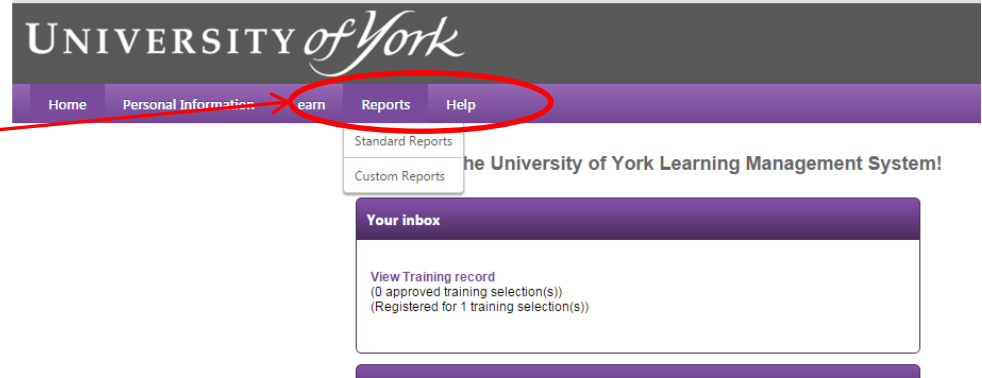 UNIVERSITY of York
Home Personal Information earn Reports Help
Standard Reports
he University of York Learning Management System!
Custom Reports
Your inbox
View Training record
(0 approved training selection(s))
(Registered for 1 training selection(s))